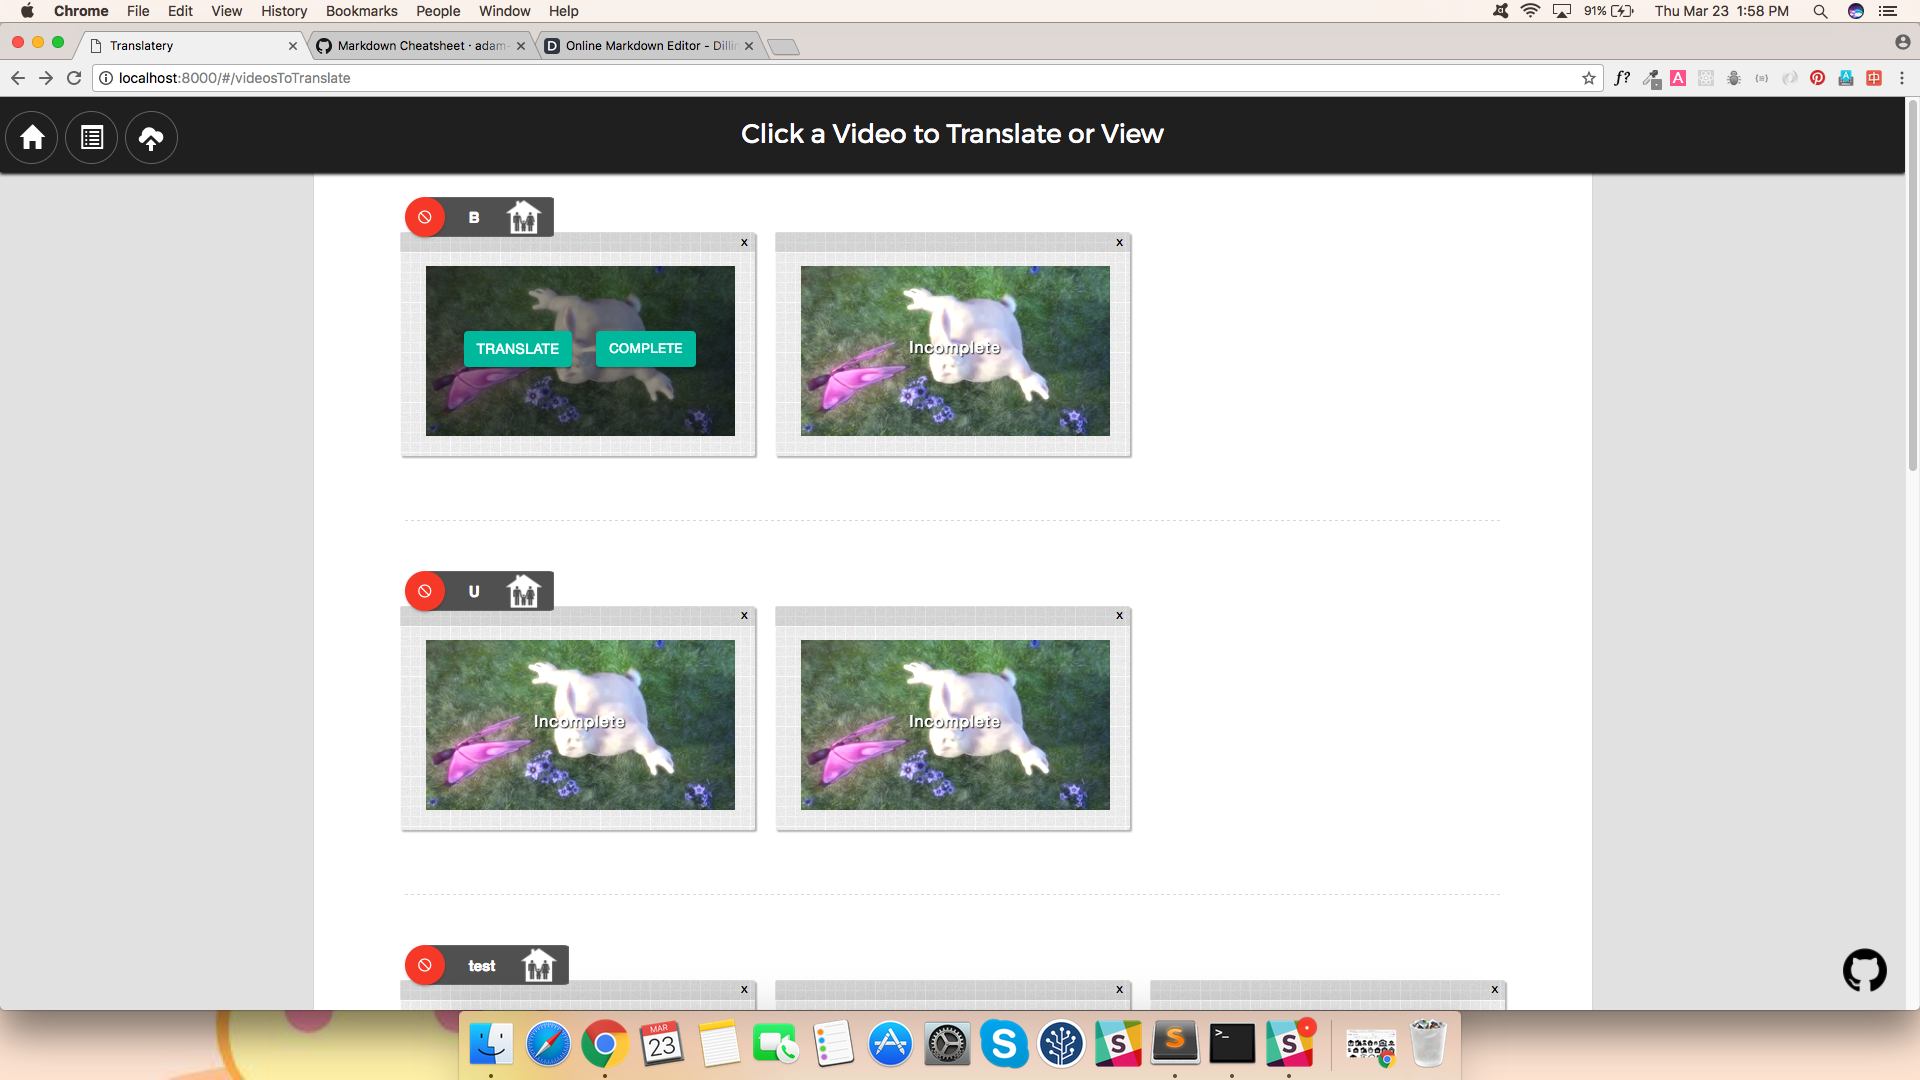 Chrome File Edit View History Bookmarks People Window Help 91% Thu Mar 23 1:58 PM
Translatery Markdown Cheatsheet · adam- Online Markdown Editor - Dillin
localhost:8000/#/videosToTranslate
Click a Video to Translate or View
B
x x
TRANSLATE COMPLETE Incomplete
U
x x
Incomplete Incomplete
test
x x x
MAR
23